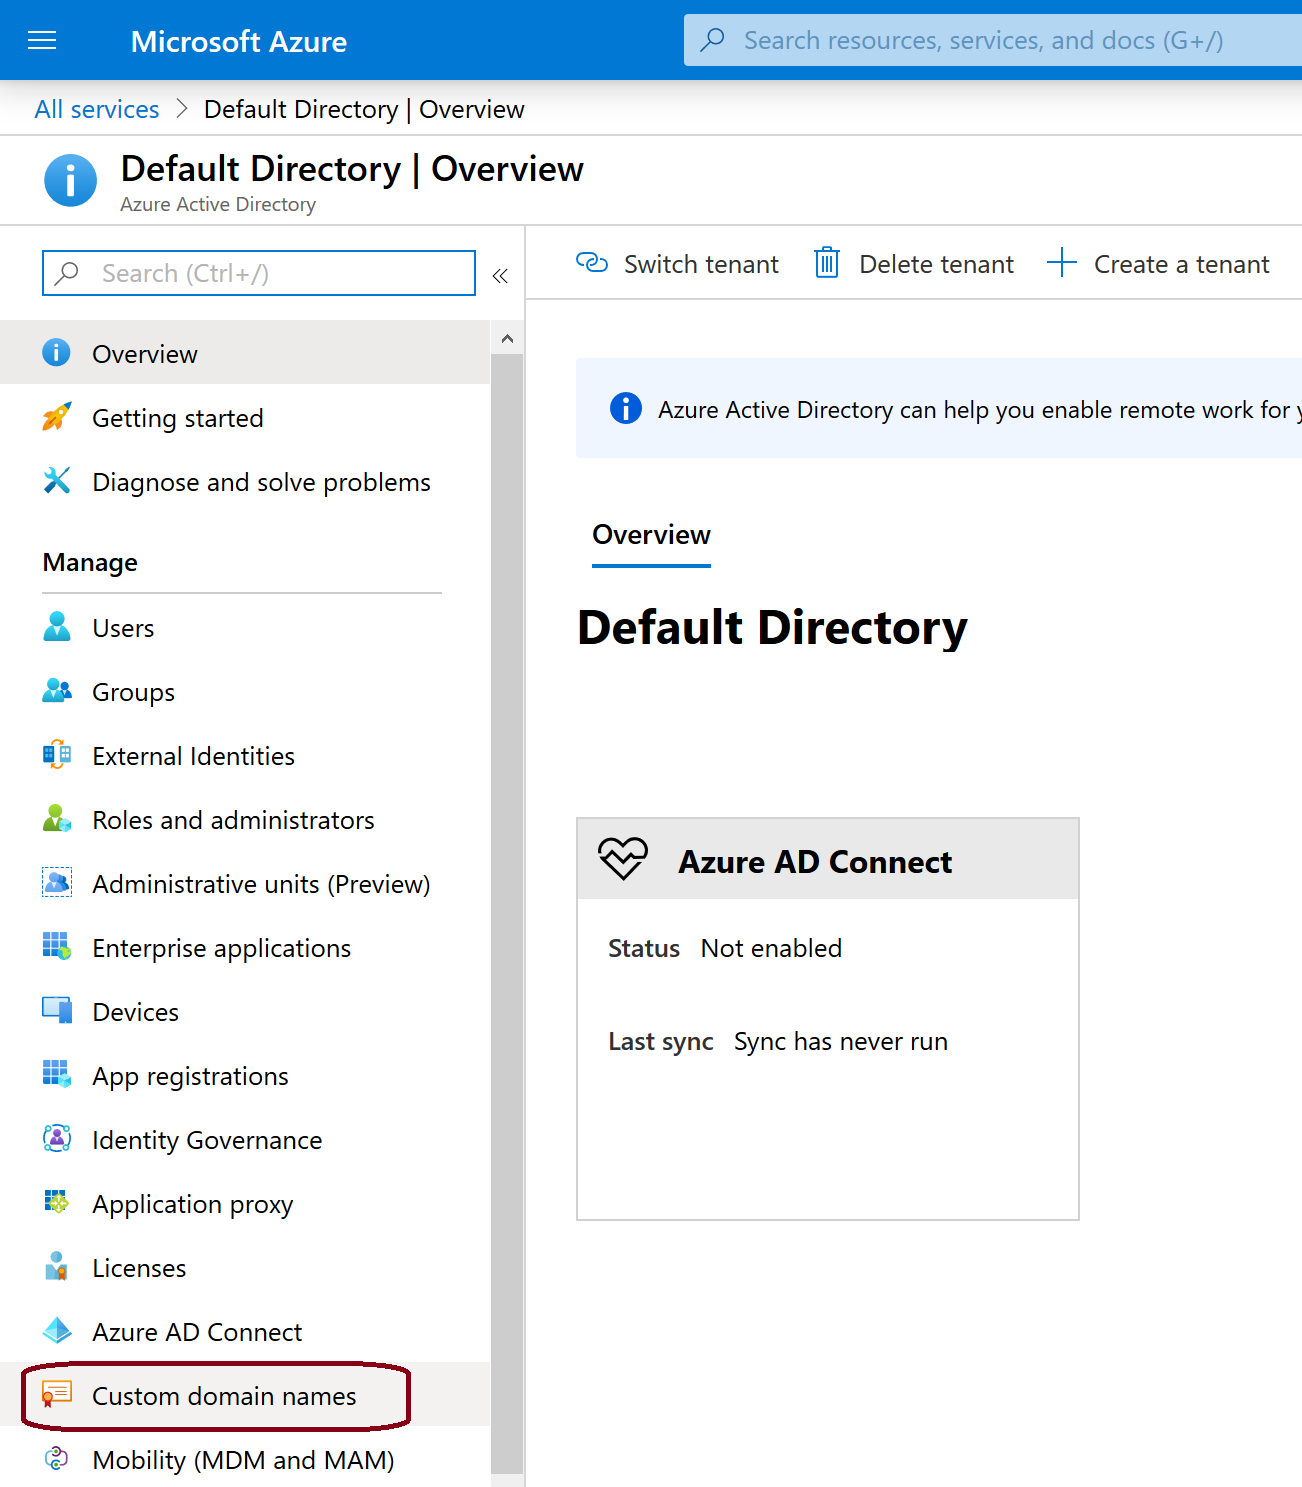 Microsoft Azure
Search resources, services, and docs (G+/)
All services > Default Directory | Overview
Default Directory | Overview
Azure Active Directory
Search (Ctrl+/)
«
Switch tenant
Delete tenant
Create a tenant
Overview
Getting started
Diagnose and solve problems
Manage
Users
Groups
External Identities
Roles and administrators
Administrative units (Preview)
Enterprise applications
Devices
App registrations
Identity Governance
Application proxy
Licenses
Azure AD Connect
Custom domain names
Mobility (MDM and MAM)
Azure Active Directory can help you enable remote work for
Overview
Default Directory
Azure AD Connect
Status Not enabled
Last sync Sync has never run